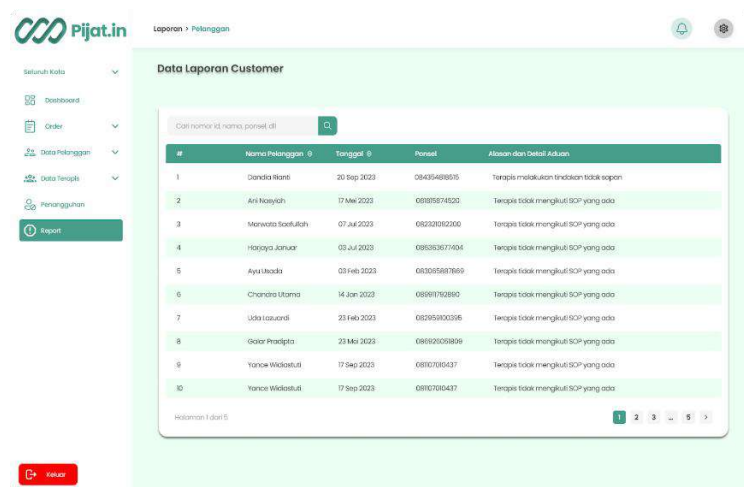 Pijat.in
Laporan > Pelanggan
Seluruh Kota
Dashboard
Order
Data Pelanggan
Data Terapis
Penangguhan
Report
Keluar
Data Laporan Customer
Cari nomor id, nama, ponsel, dll
# Nama Pelanggan Tanggal Ponsel Alasan dan Detail Aduan
1 Dandia Rianti 20 Sep 2023 084354818515 Terapis melakukan tindakan tidak sopan
2 Ani Nasyiah 17 Mei 2023 081815874520 Terapis tidak mengikuti SOP yang ada
3 Marwata Saefullah 07 Jul 2023 082321082200 Terapis tidak mengikuti SOP yang ada
4 Harjaya Januar 03 Jul 2023 086363677404 Terapis tidak mengikuti SOP yang ada
5 Ayu Usada 03 Feb 2023 083065887869 Terapis tidak mengikuti SOP yang ada
6 Chandra Utama 14 Jan 2023 089911792890 Terapis tidak mengikuti SOP yang ada
7 Uda Lazuardi 23 Feb 2023 082959100395 Terapis tidak mengikuti SOP yang ada
8 Galar Pradipta 23 Mei 2023 086926051809 Terapis tidak mengikuti SOP yang ada
9 Yance Widiastuti 17 Sep 2023 081107010437 Terapis tidak mengikuti SOP yang ada
10 Yance Widiastuti 17 Sep 2023 081107010437 Terapis tidak mengikuti SOP yang ada
Halaman 1 dari 5
1 2 3 ... 5 >